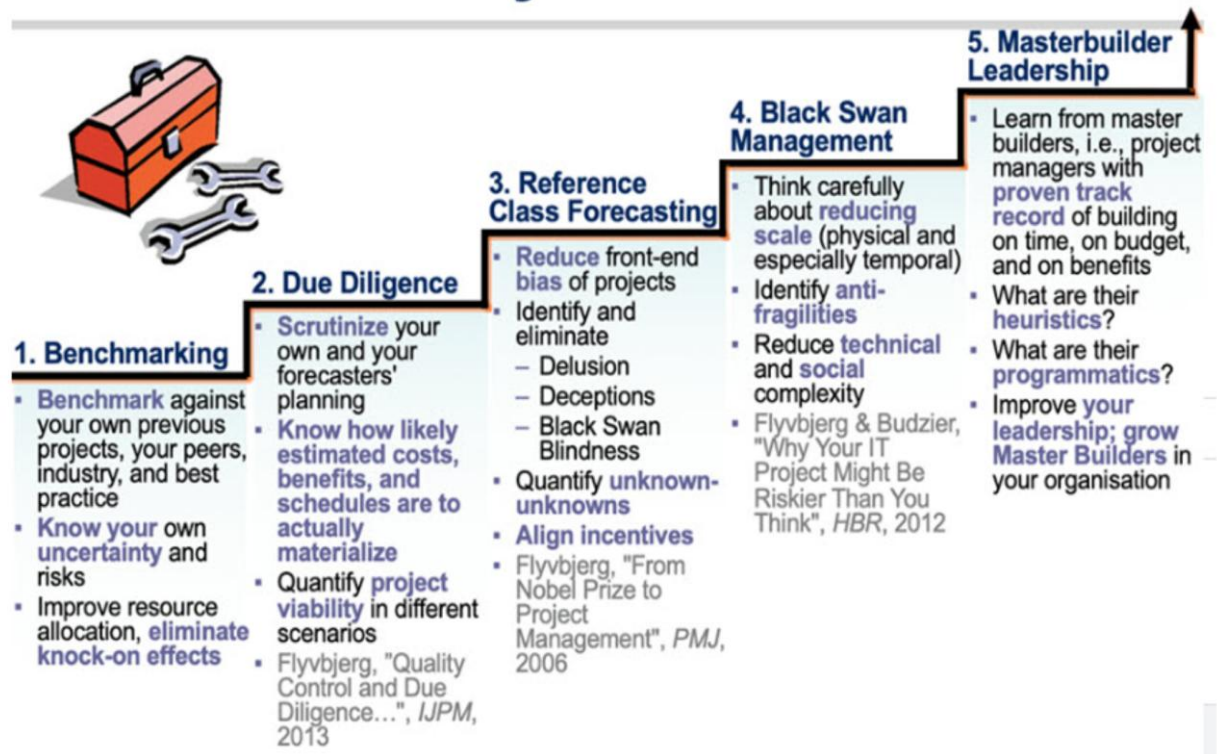 1. Benchmarking
▪ Benchmark against
your own previous
projects, your peers,
industry, and best
practice
▪ Know your own
uncertainty and
risks
▪ Improve resource
allocation, eliminate
knock-on effects
2. Due Diligence
▪ Scrutinize your
own and your
forecasters'
planning
▪ Know how likely
estimated costs,
benefits, and
schedules are to
actually
materialize
▪ Quantify project
viability in different
scenarios
▪ Flyvbjerg, "Quality
Control and Due
Diligence...", IJPM,
2013
3. Reference
Class Forecasting
▪ Reduce front-end
bias of projects
▪ Identify and
eliminate
– Delusion
– Deceptions
– Black Swan
Blindness
▪ Quantify unknown-
unknowns
▪ Align incentives
▪ Flyvbjerg, "From
Nobel Prize to
Project
Management", PMJ,
2006
4. Black Swan
Management
▪ Think carefully
about reducing
scale (physical and
especially temporal)
▪ Identify anti-
fragilities
▪ Reduce technical
and social
complexity
▪ Flyvbjerg & Budzier,
"Why Your IT
Project Might Be
Riskier Than You
Think", HBR, 2012
5. Masterbuilder
Leadership
▪ Learn from master
builders, i.e., project
managers with
proven track
record of building
on time, on budget,
and on benefits
▪ What are their
heuristics?
▪ What are their
programmatics?
▪ Improve your
leadership; grow
Master Builders in
your organisation